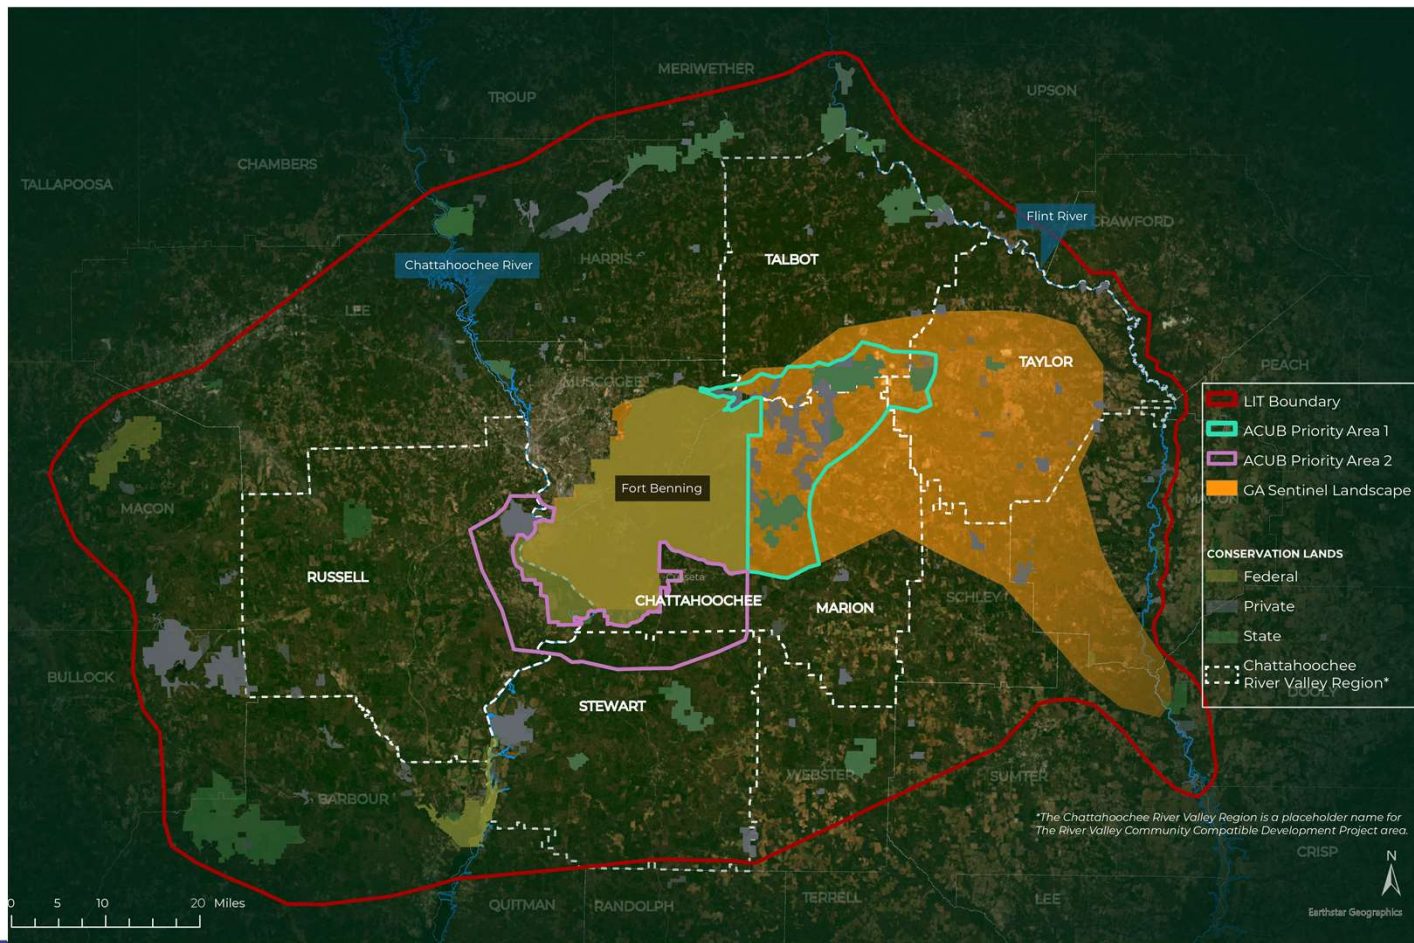 MERIWETHER
TROUP
UPSON
CHAMBERS
TALLAPOOSA
Flint River
CRAWFORD
Chattahoochee River
HARRIS
TALBOT
LEE
TAYLOR
PEACH
MUSCOGEE
LIT Boundary
ACUB Priority Area 1
ACUB Priority Area 2
GA Sentinel Landscape
Fort Benning
MACON
CONSERVATION LANDS
Federal
Private
State
Chattahoochee
River Valley Region*
RUSSELL
CHATTAHOOCHEE
MARION
SCHLEY
BULLOCK
DOOLY
STEWART
WEBSTER
SUMTER
BARBOUR
*The Chattahoochee River Valley Region is a placeholder name for
The River Valley Community Compatible Development Project area.
CRISP
N
0 5 10 20 Miles
QUITMAN
RANDOLPH
TERRELL
LEE
Earthstar Geographics